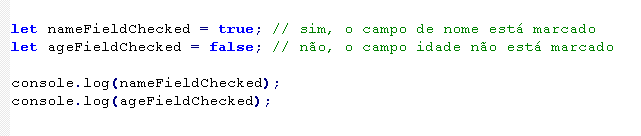 let nameFieldChecked = true; // sim, o campo de nome está marcado
let ageFieldChecked = false; // não, o campo idade não está marcado
console.log(nameFieldChecked);
console.log(ageFieldChecked);